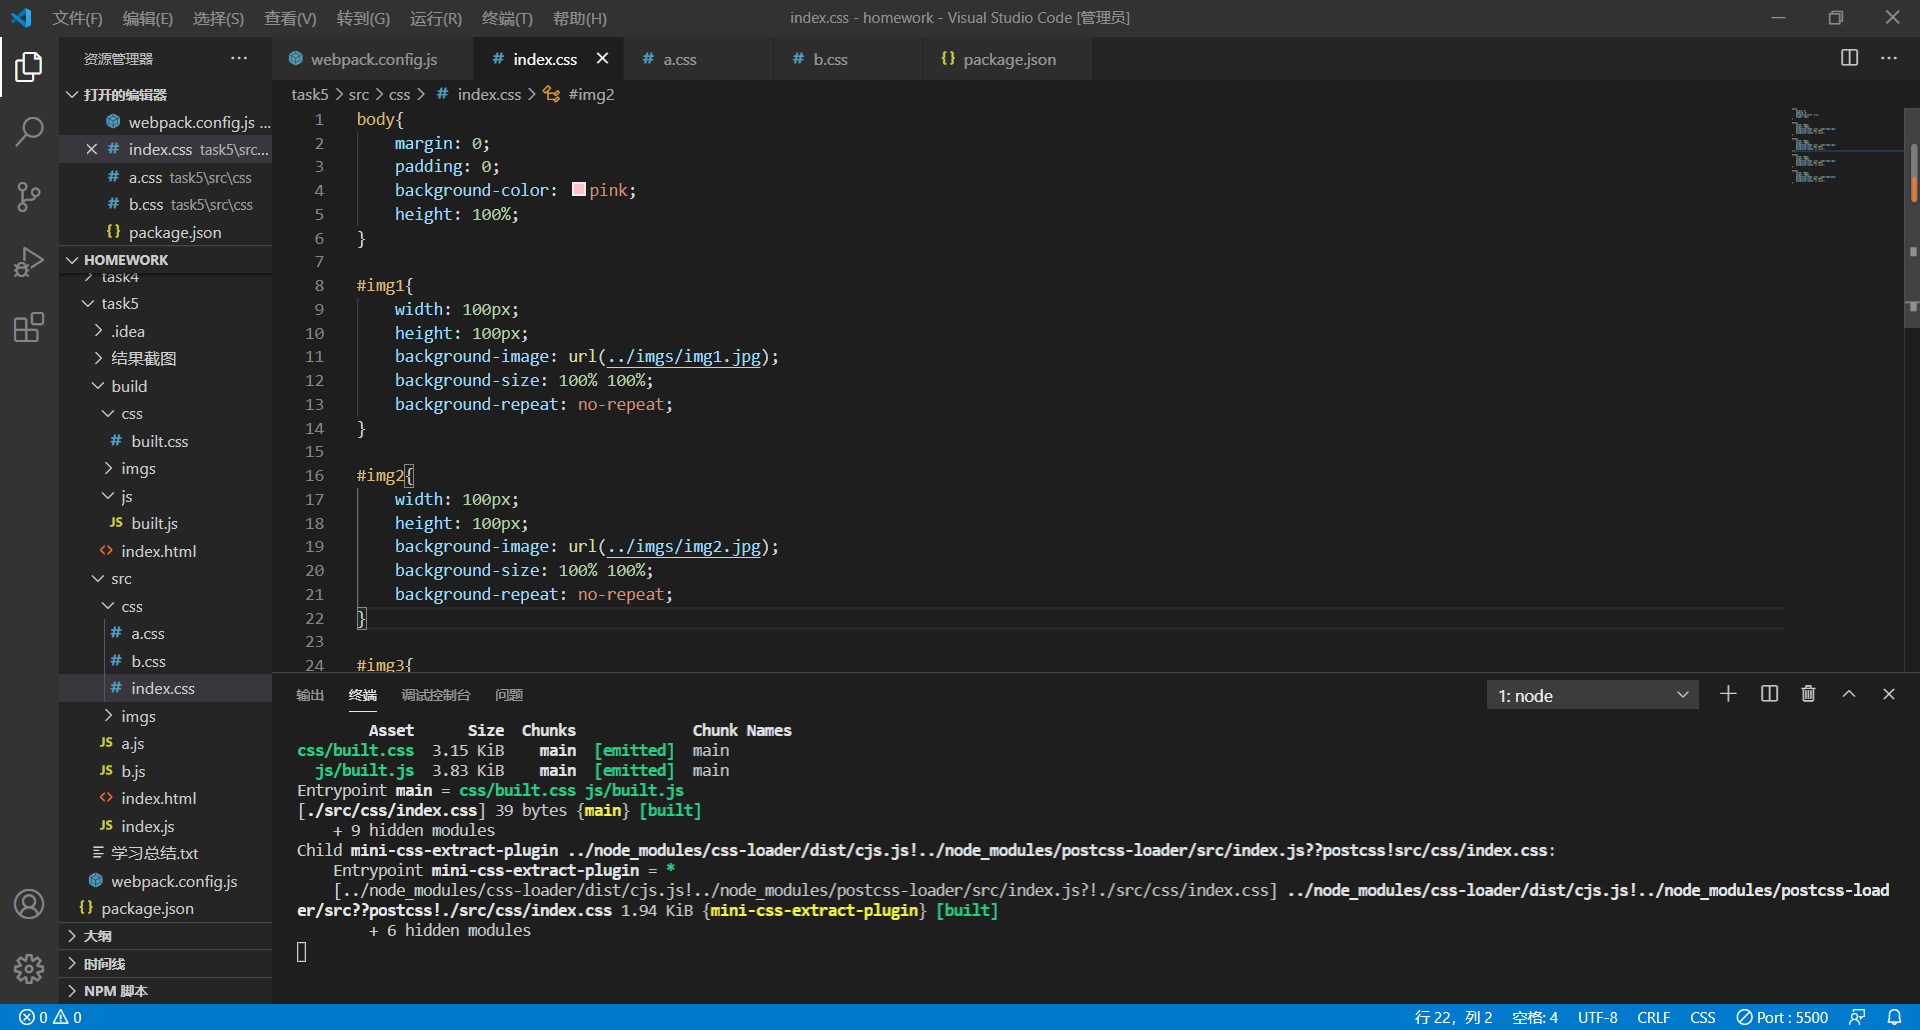 文件(F) 编辑(E) 选择(S) 查看(V) 转到(G) 运行(R) 终端(T) 帮助(H) index.css - homework - Visual Studio Code [管理员]
资源管理器 ···
打开的编辑器
webpack.config.js ...
index.css task5\src...
a.css task5\src\css
b.css task5\src\css
package.json
HOMEWORK
task4
task5
.idea
结果截图
build
css
built.css
imgs
js
built.js
index.html
src
css
a.css
b.css
index.css
imgs
a.js
b.js
index.html
index.js
学习总结.txt
webpack.config.js
package.json
大纲
时间线
NPM 脚本
webpack.config.js index.css a.css b.css package.json
task5 > src > css > # index.css > #img2
1 body{
2 margin: 0;
3 padding: 0;
4 background-color: pink;
5 height: 100%;
6 }
7
8 #img1{
9 width: 100px;
10 height: 100px;
11 background-image: url(../imgs/img1.jpg);
12 background-size: 100% 100%;
13 background-repeat: no-repeat;
14 }
15
16 #img2{
17 width: 100px;
18 height: 100px;
19 background-image: url(../imgs/img2.jpg);
20 background-size: 100% 100%;
21 background-repeat: no-repeat;
22 }
23
24 #img3{
输出 终端 调试控制台 问题 1: node
Asset Size Chunks Chunk Names
css/built.css 3.15 KiB main [emitted] main
js/built.js 3.83 KiB main [emitted] main
Entrypoint main = css/built.css js/built.js
[./src/css/index.css] 39 bytes {main} [built]
+ 9 hidden modules
Child mini-css-extract-plugin ../node_modules/css-loader/dist/cjs.js!../node_modules/postcss-loader/src/index.js??postcss!src/css/index.css:
Entrypoint mini-css-extract-plugin = *
[../node_modules/css-loader/dist/cjs.js!../node_modules/postcss-loader/src/index.js?!./src/css/index.css] ../node_modules/css-loader/dist/cjs.js!../node_modules/postcss-load
er/src??postcss!./src/css/index.css 1.94 KiB {mini-css-extract-plugin} [built]
+ 6 hidden modules
0 0 行 22, 列 2 空格: 4 UTF-8 CRLF CSS Port : 5500